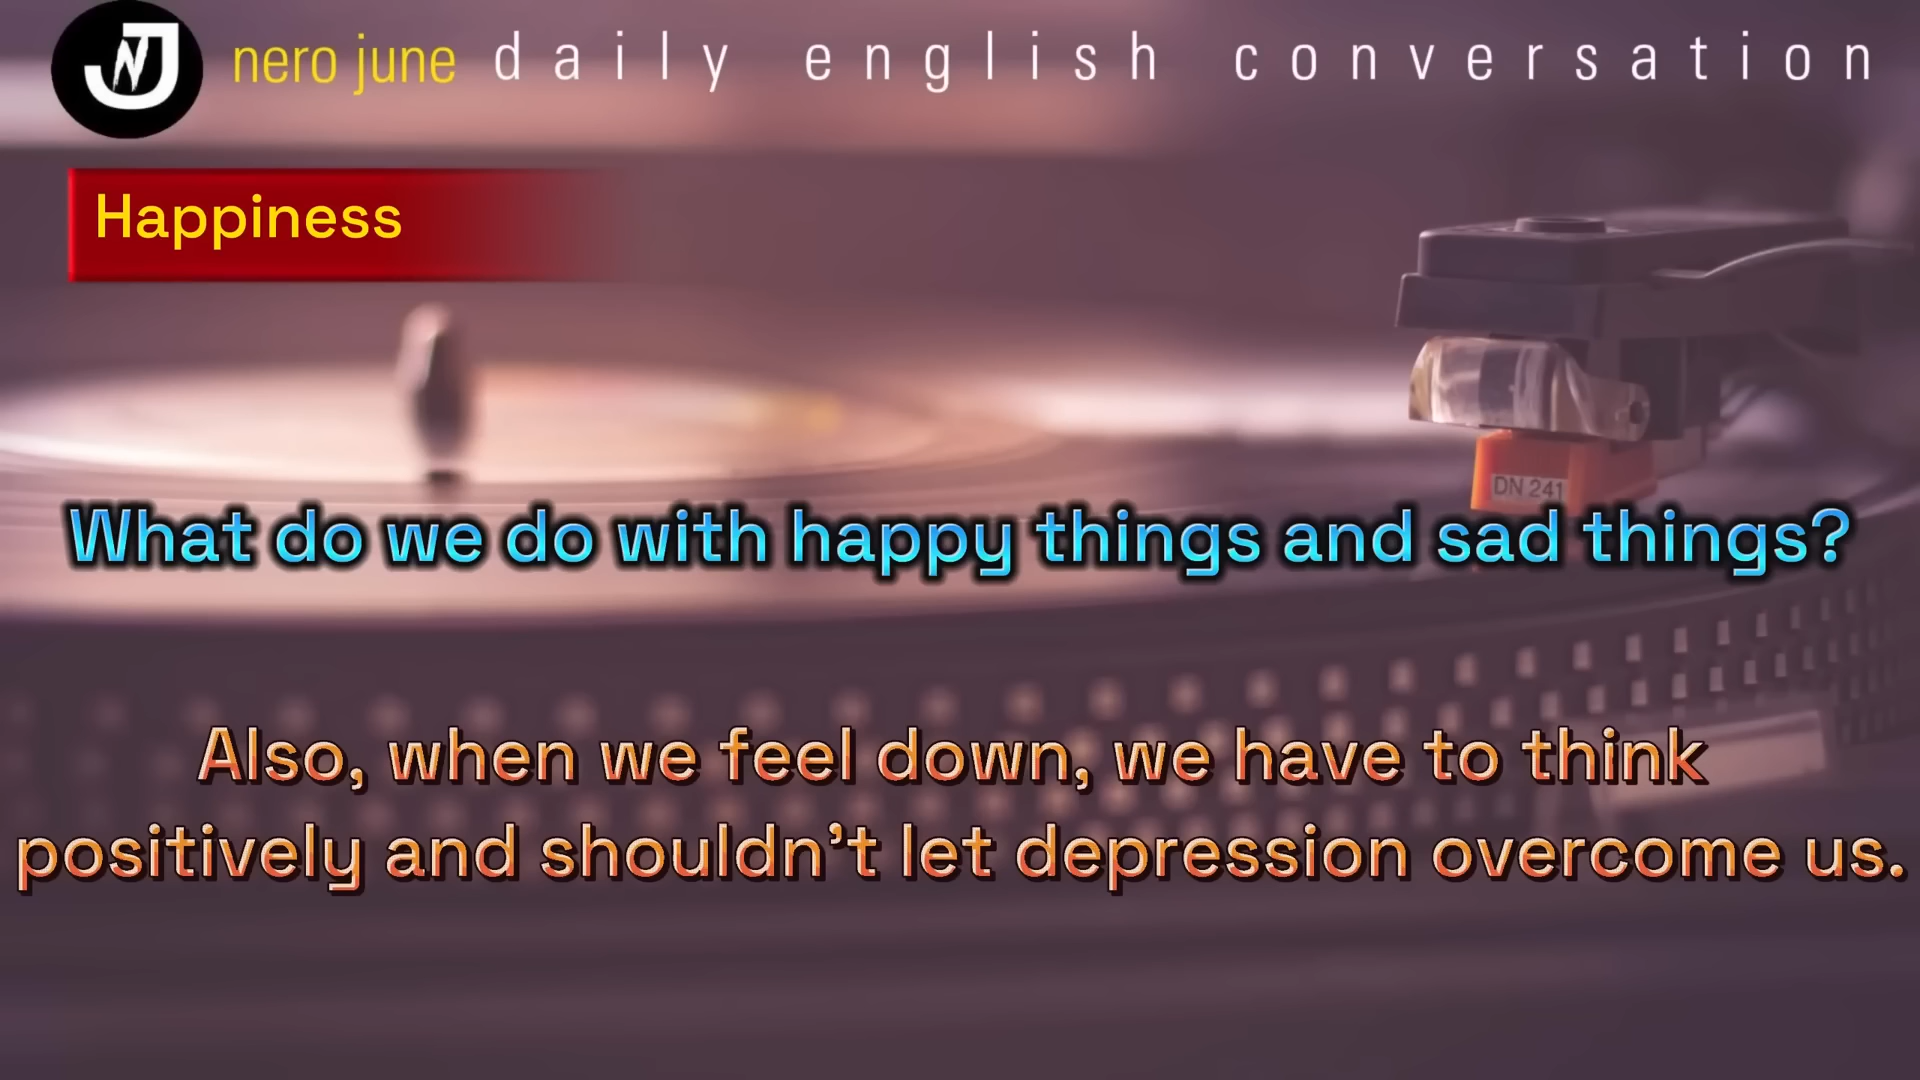 NJ
nero june daily english conversation
Happiness
DN 241
What do we do with happy things and sad things?
Also, when we feel down, we have to think
positively and shouldn't let depression overcome us.